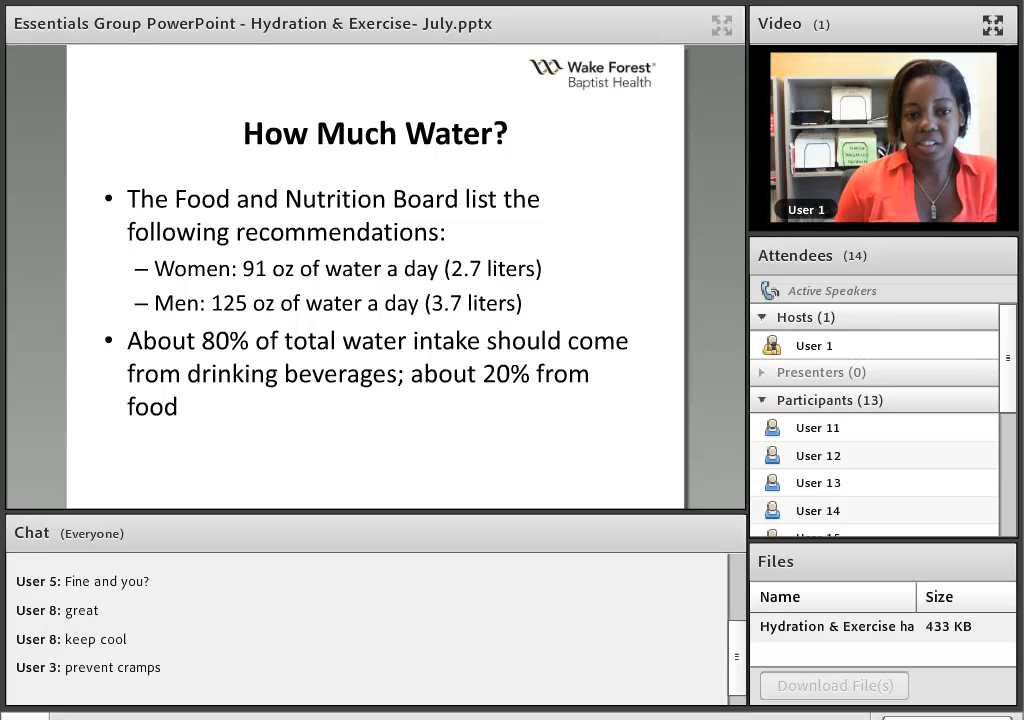 Essentials Group PowerPoint - Hydration & Exercise- July.pptx
Wake Forest®
Baptist Health
How Much Water?
• The Food and Nutrition Board list the
following recommendations:
– Women: 91 oz of water a day (2.7 liters)
– Men: 125 oz of water a day (3.7 liters)
• About 80% of total water intake should come
from drinking beverages; about 20% from
food
Chat (Everyone)
User 5: Fine and you?
User 8: great
User 8: keep cool
User 3: prevent cramps
Video (1)
User 1
Attendees (14)
Active Speakers
Hosts (1)
User 1
Presenters (0)
Participants (13)
User 11
User 12
User 13
User 14
Files
Name Size
Hydration & Exercise ha 433 KB
Download File(s)